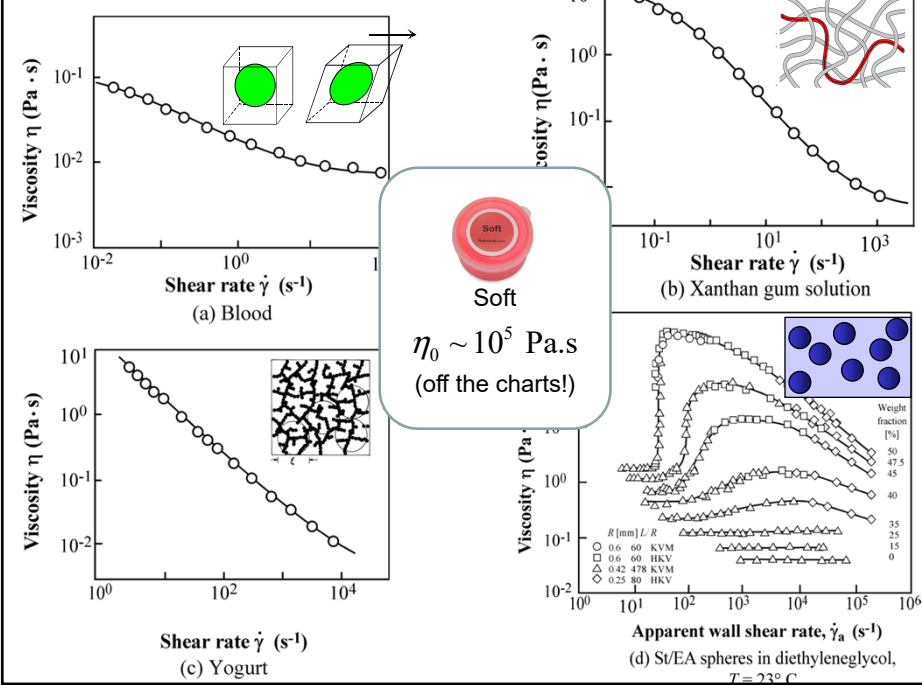 Viscosity η (Pa · s)
10-1
10-2
10-3
10-2
100
1
Shear rate γ̇ (s-1)
(a) Blood
cosity η(Pa· s)
100
10-1
10-1
101
103
Shear rate γ̇ (s-1)
(b) Xanthan gum solution
Soft
Soft
η0 ~ 105 Pa.s
(off the charts!)
Viscosity η (Pa· s)
101
100
10-1
10-2
100
102
104
ξ
Shear rate γ̇ (s-1)
(c) Yogurt
Viscosity η (Pa · s)
100
10-1
10-2
Weight
fraction
[%]
50
47.5
45
40
35
25
15
0
R [mm] L/R
0.6 60 KVM
0.6 60 HKV
0.42 478 KVM
0.25 80 HKV
100
101
102
103
104
105
106
Apparent wall shear rate, γ̇a (s-1)
(d) St/EA spheres in diethyleneglycol,
T = 23° C